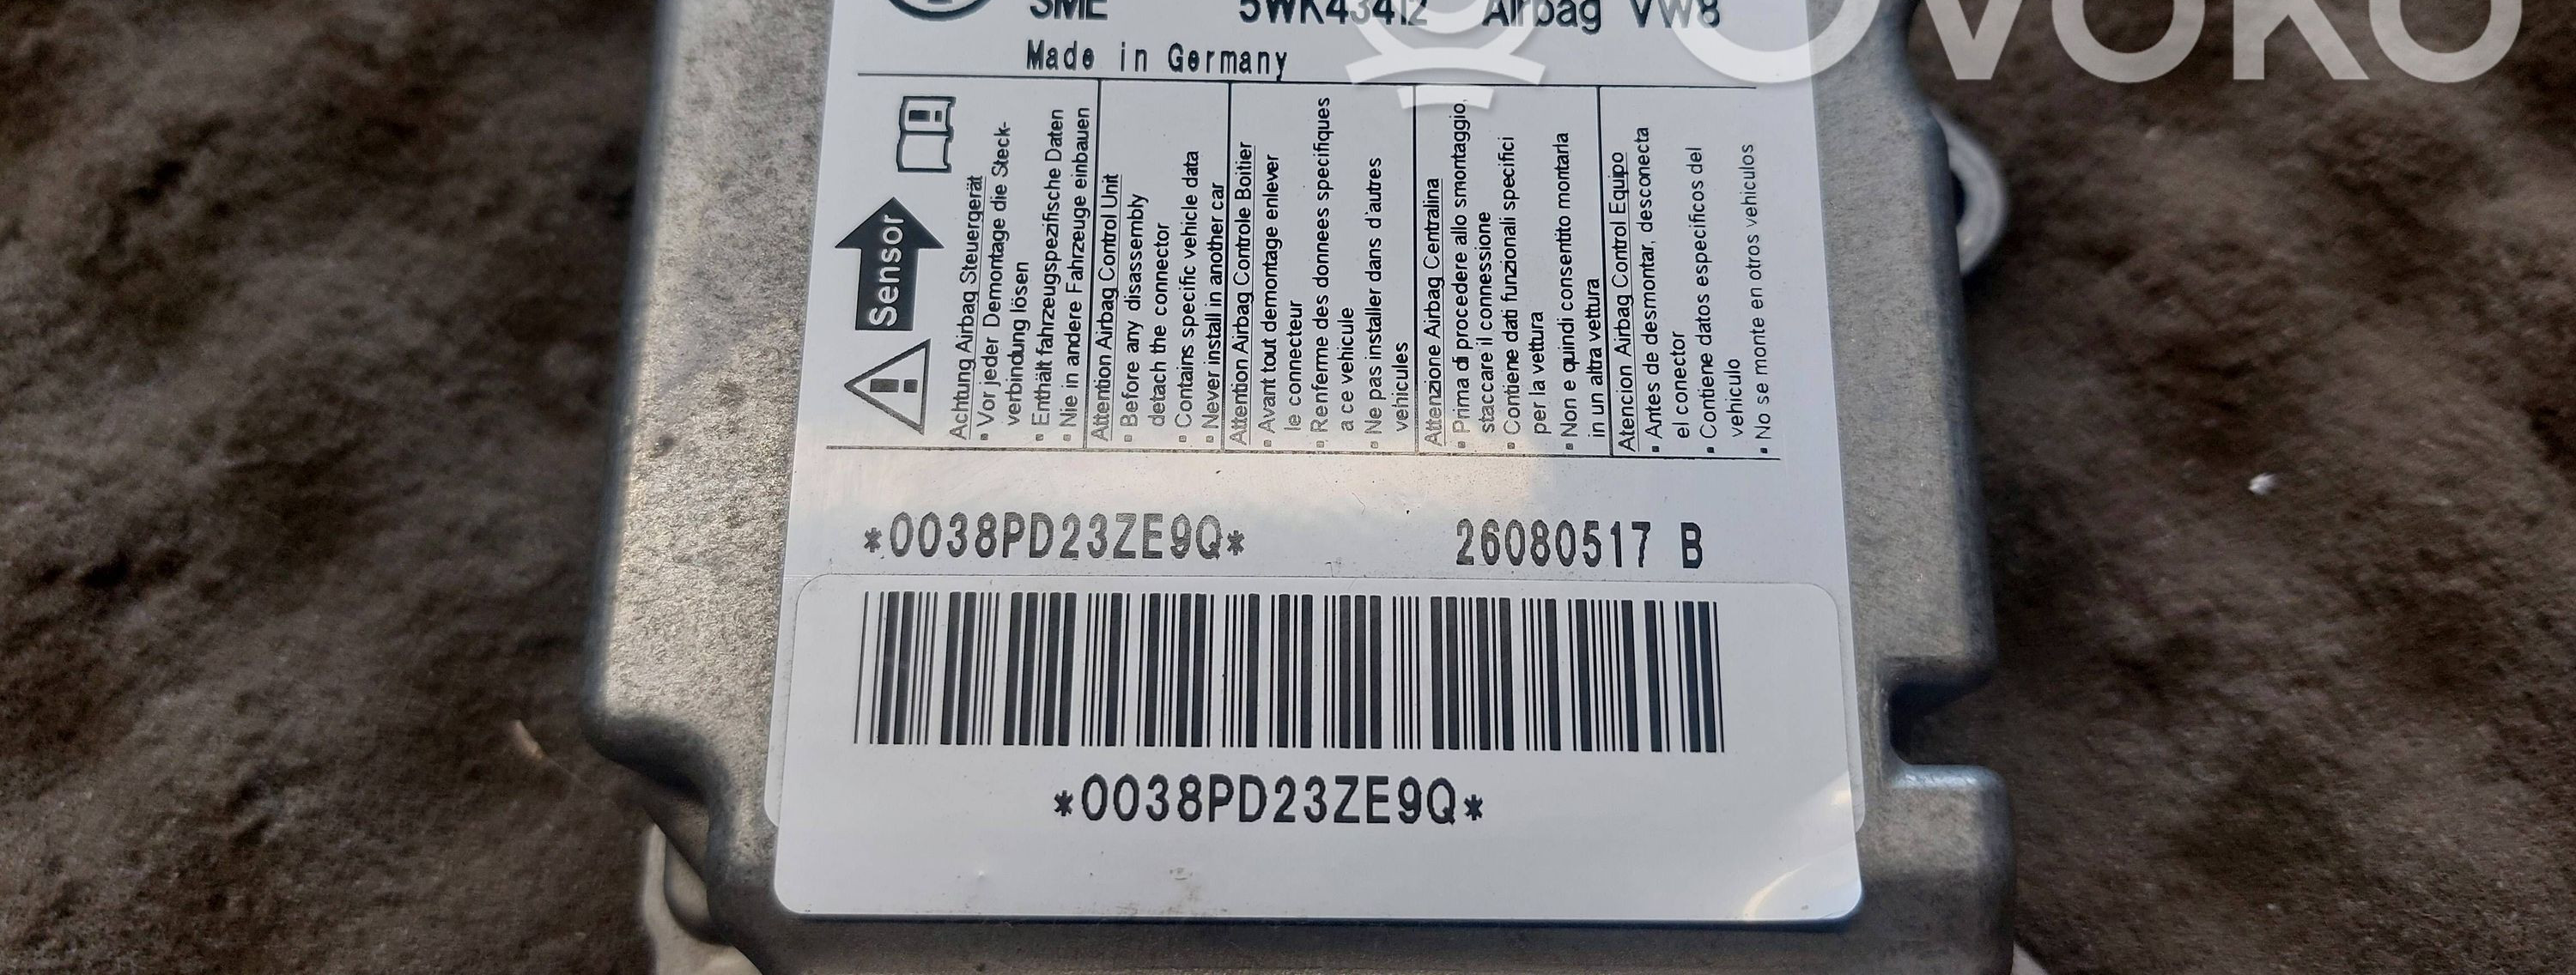 SME 5WK43412 Airbag VW8
OVOKO
Made in Germany
Sensor
Achtung Airbag Steuergerät
▪ Vor jeder Demontage die Steck-
verbindung lösen
▪ Enthält fahrzeugspezifische Daten
▪ Nie in andere Fahrzeuge einbauen
Attention Airbag Control Unit
▪ Before any disassembly
detach the connector
▪ Contains specific vehicle data
▪ Never install in another car
Attention Airbag Controle Boitier
▪ Avant tout demontage enlever
le connecteur
▪ Renferme des donnees specifiques
a ce vehicule
▪ Ne pas installer dans d'autres
vehicules
Attenzione Airbag Centralina
▪ Prima di procedere allo smontaggio,
staccare il connessione
▪ Contiene dati funzionali specifici
per la vettura
▪ Non e quindi consentito montarla
in un altra vettura
Atencion Airbag Control Equipo
▪ Antes de desmontar, desconecta
el conector
▪ Contiene datos especificos del
vehiculo
▪ No se monte en otros vehiculos
*0038PD23ZE9Q* 26080517 B
*0038PD23ZE9Q*